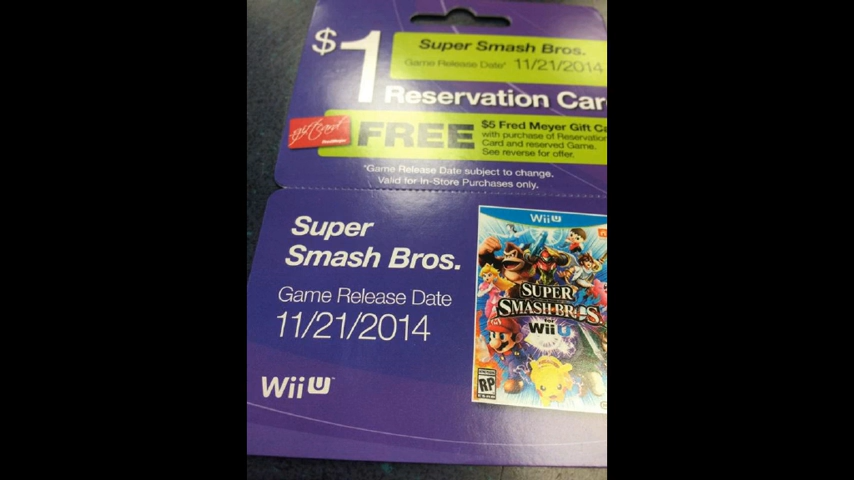 $1
Super Smash Bros.
Game Release Date* 11/21/2014
Reservation Car
giftcard
FREE
$5 Fred Meyer Gift Ca
with purchase of Reservation
Card and reserved Game.
See reverse for offer.
*Game Release Date subject to change.
Valid for In-Store Purchases only.
Super
Smash Bros.
Game Release Date
11/21/2014
Wii U
Wii U
SUPER
SMASH BROS.
for
Wii U
RP